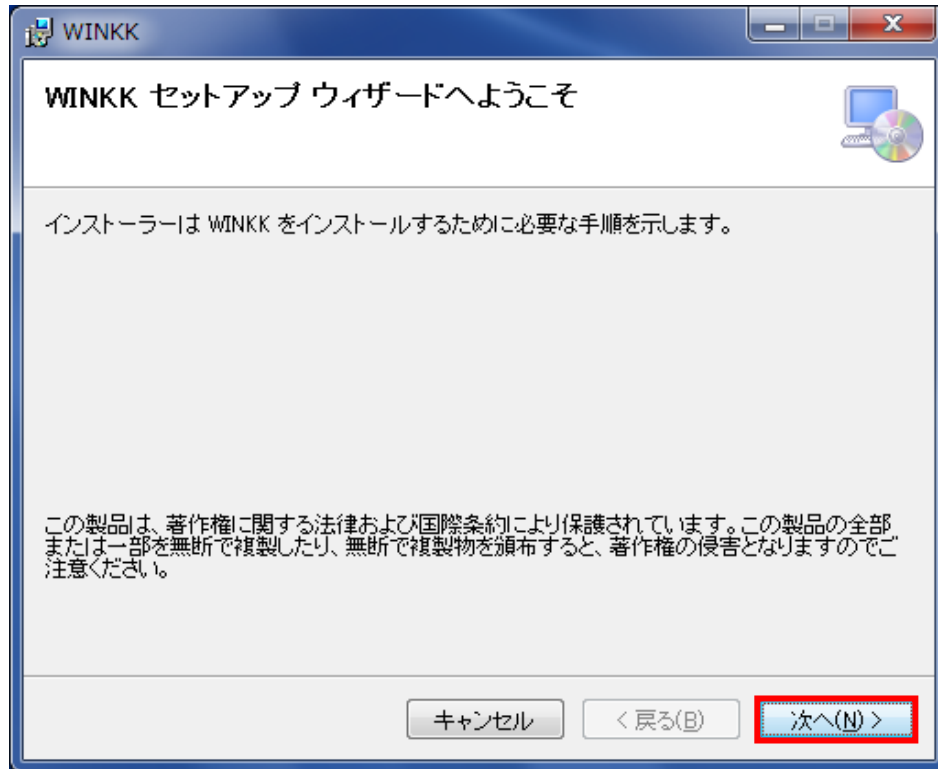 WINKK
WINKK セットアップ ウィザードへようこそ
インストーラーは WINKK をインストールするために必要な手順を示します。
この製品は、著作権に関する法律および国際条約により保護されています。この製品の全部
または一部を無断で複製したり、無断で複製物を頒布すると、著作権の侵害となりますのでご
注意ください。
キャンセル
< 戻る(B)
次へ(N) >